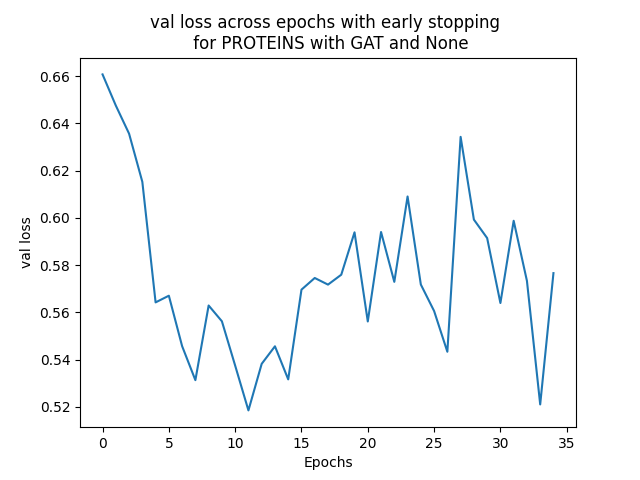 val loss across epochs with early stopping
for PROTEINS with GAT and None
0.66
0.64
0.62
0.60
0.58
0.56
0.54
0.52
val loss
0 5 10 15 20 25 30 35
Epochs